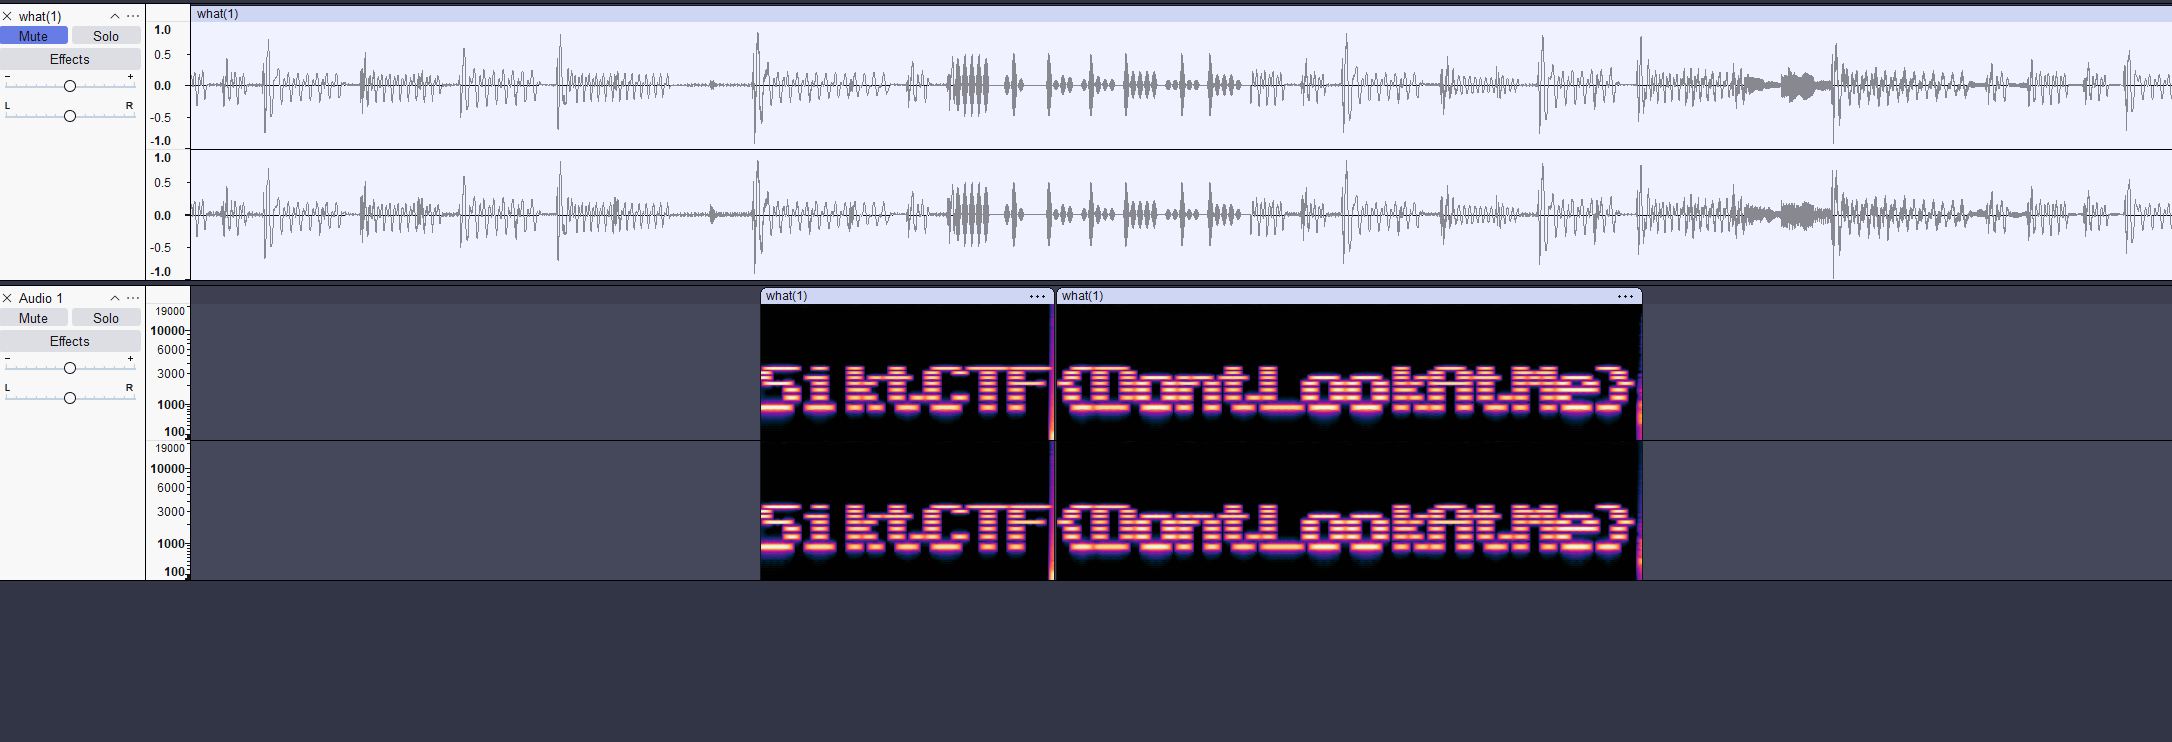 what(1)
Mute Solo
Effects
- +
L R
what(1)
1.0
0.5
0.0
-0.5
-1.0
1.0
0.5
0.0
-0.5
-1.0
Audio 1
Mute Solo
Effects
- +
L R
what(1)
what(1)
19000
10000
6000
3000
1000
100
SiktCTF{DontLookAtMe}
19000
10000
6000
3000
1000
100
SiktCTF{DontLookAtMe}